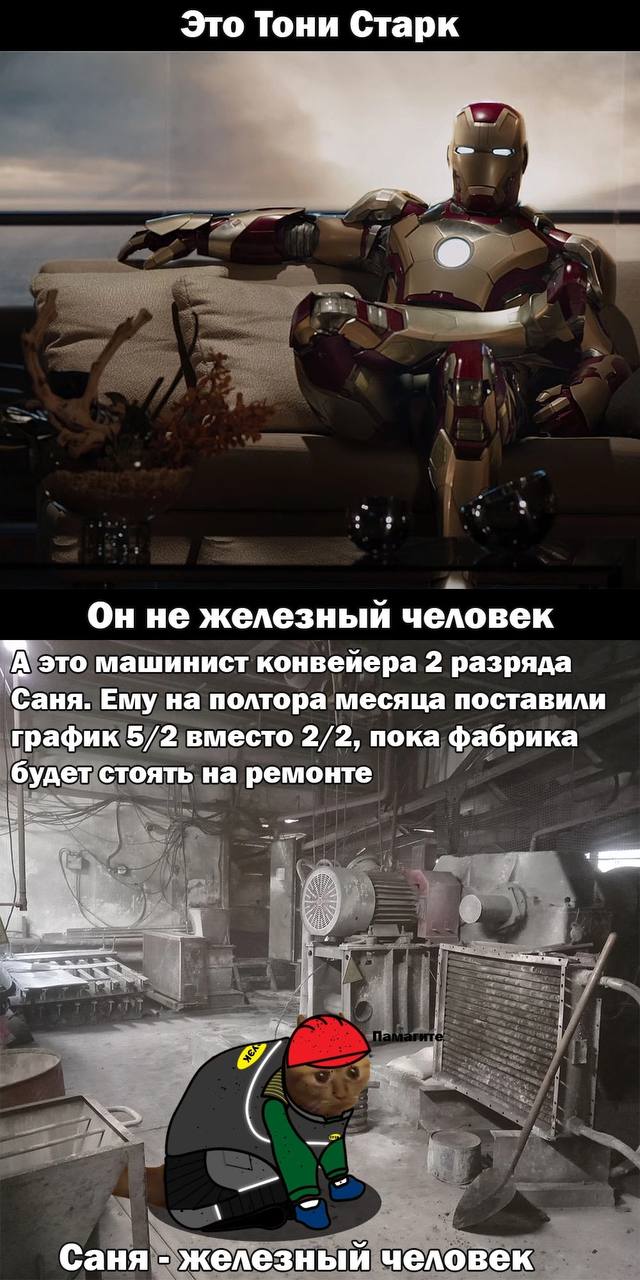 Это Тони Старк
Он не железный человек
А это машинист конвейера 2 разряда
Саня. Ему на полтора месяца поставили
график 5/2 вместо 2/2, пока фабрика
будет стоять на ремонте
Памагите
Саня - железный человек